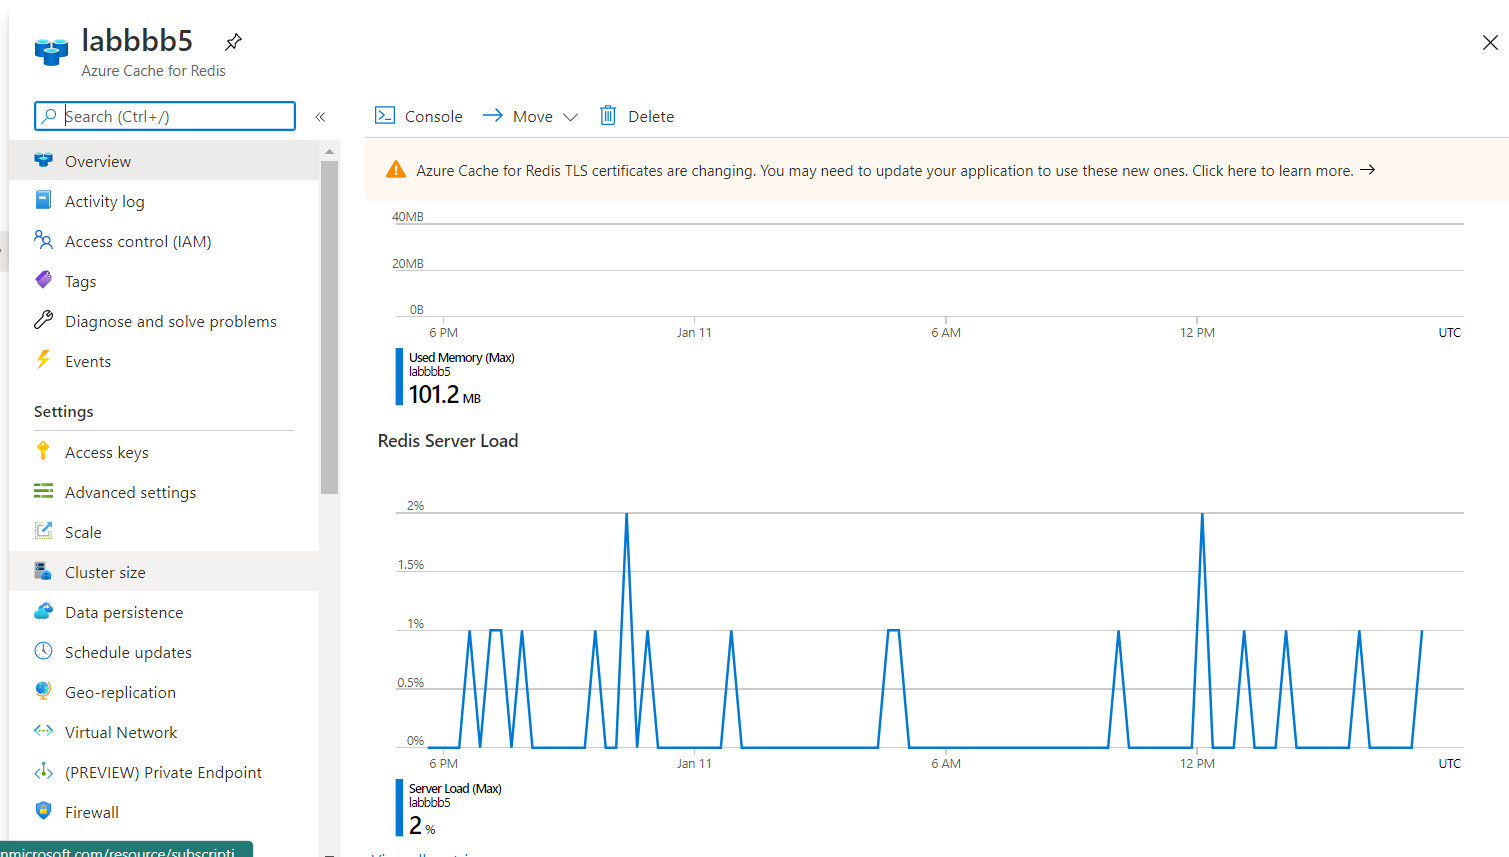 labbbb5
Azure Cache for Redis
Search (Ctrl+/)
«
Overview
Activity log
Access control (IAM)
Tags
Diagnose and solve problems
Events
Settings
Access keys
Advanced settings
Scale
Cluster size
Data persistence
Schedule updates
Geo-replication
Virtual Network
(PREVIEW) Private Endpoint
Firewall
Console Move Delete
Azure Cache for Redis TLS certificates are changing. You may need to update your application to use these new ones. Click here to learn more. →
40MB
20MB
0B
6 PM Jan 11 6 AM 12 PM UTC
Used Memory (Max)
labbbb5
101.2 MB
Redis Server Load
2%
1.5%
1%
0.5%
0%
6 PM Jan 11 6 AM 12 PM UTC
Server Load (Max)
labbbb5
2 %
nmicrosoft.com/resource/subscripti